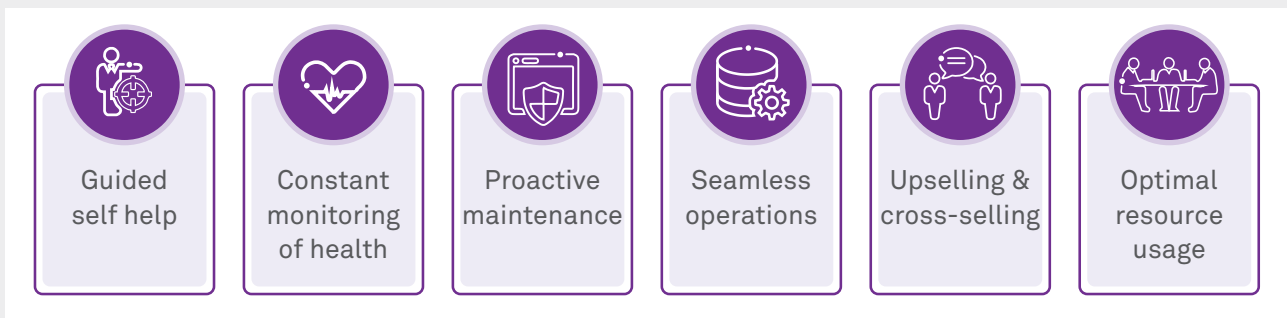 Guided
self help
Constant
monitoring
of health
Proactive
maintenance
Seamless
operations
Upselling &
cross-selling
Optimal
resource
usage